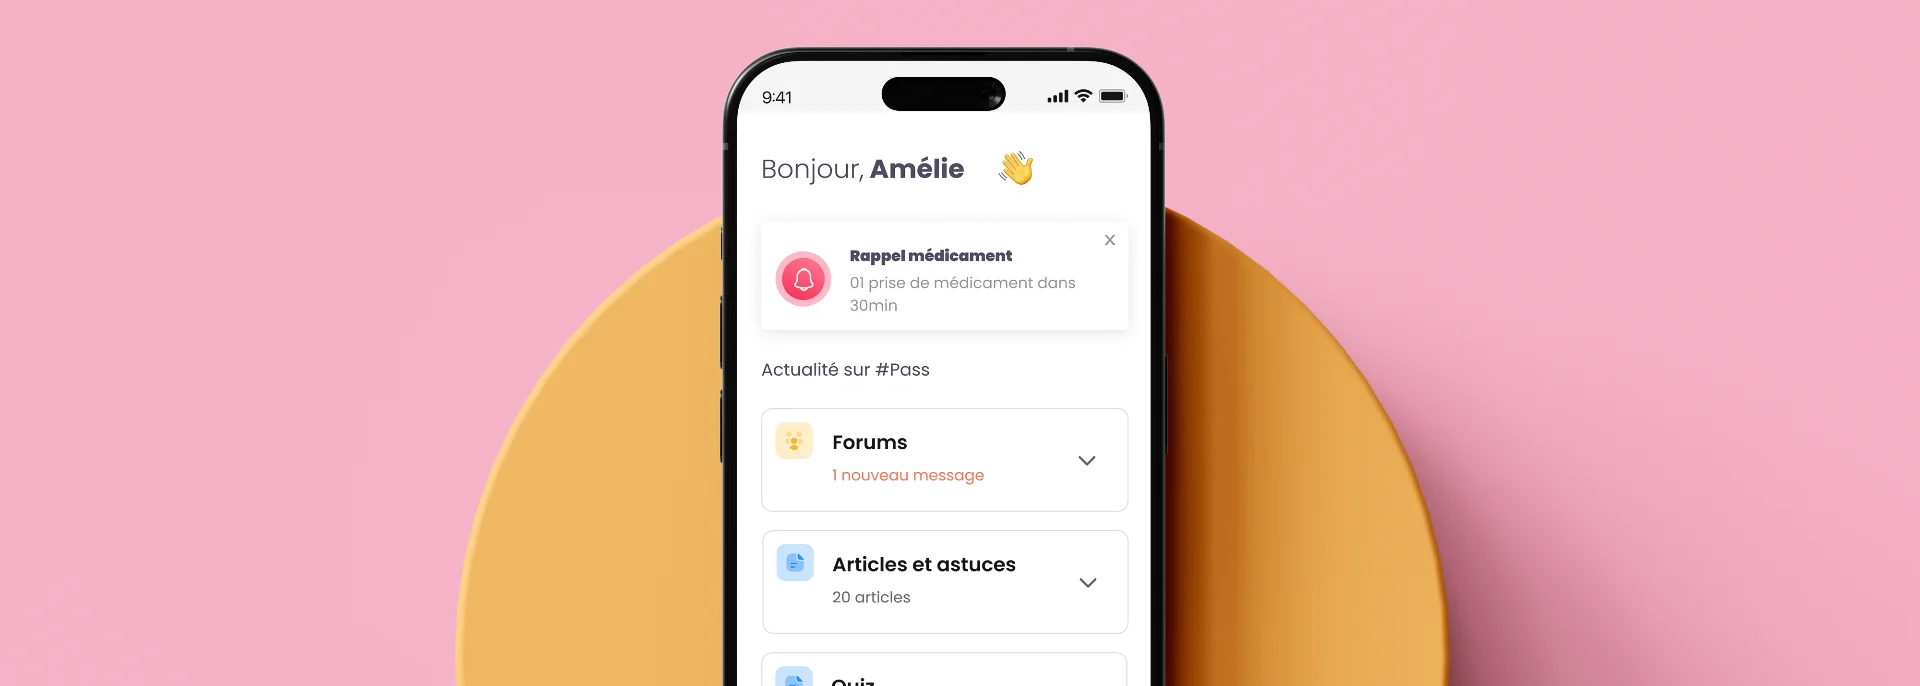 9:41
Bonjour, Amélie
Rappel médicament
01 prise de médicament dans
30min
Actualité sur #Pass
Forums
1 nouveau message
Articles et astuces
20 articles
Quiz